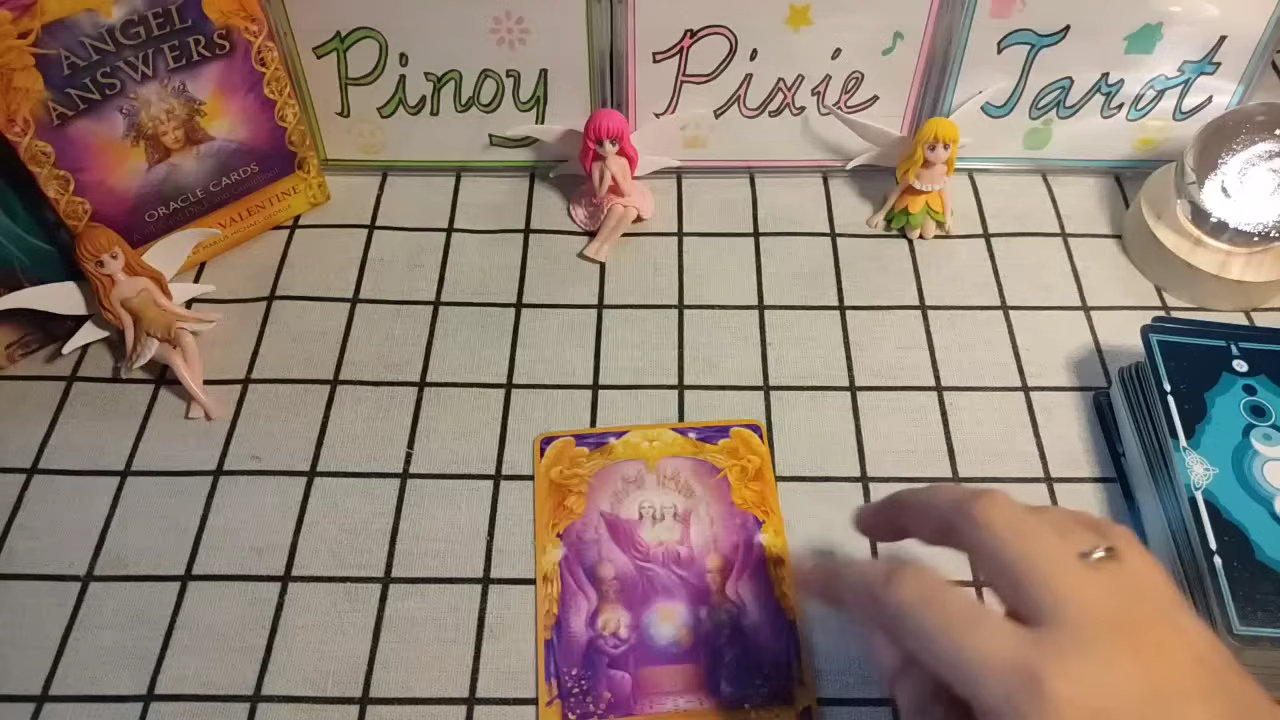 ANGEL
ANSWERS
ORACLE CARDS
VALENTINE
Pinoy
Pixie
Tarot